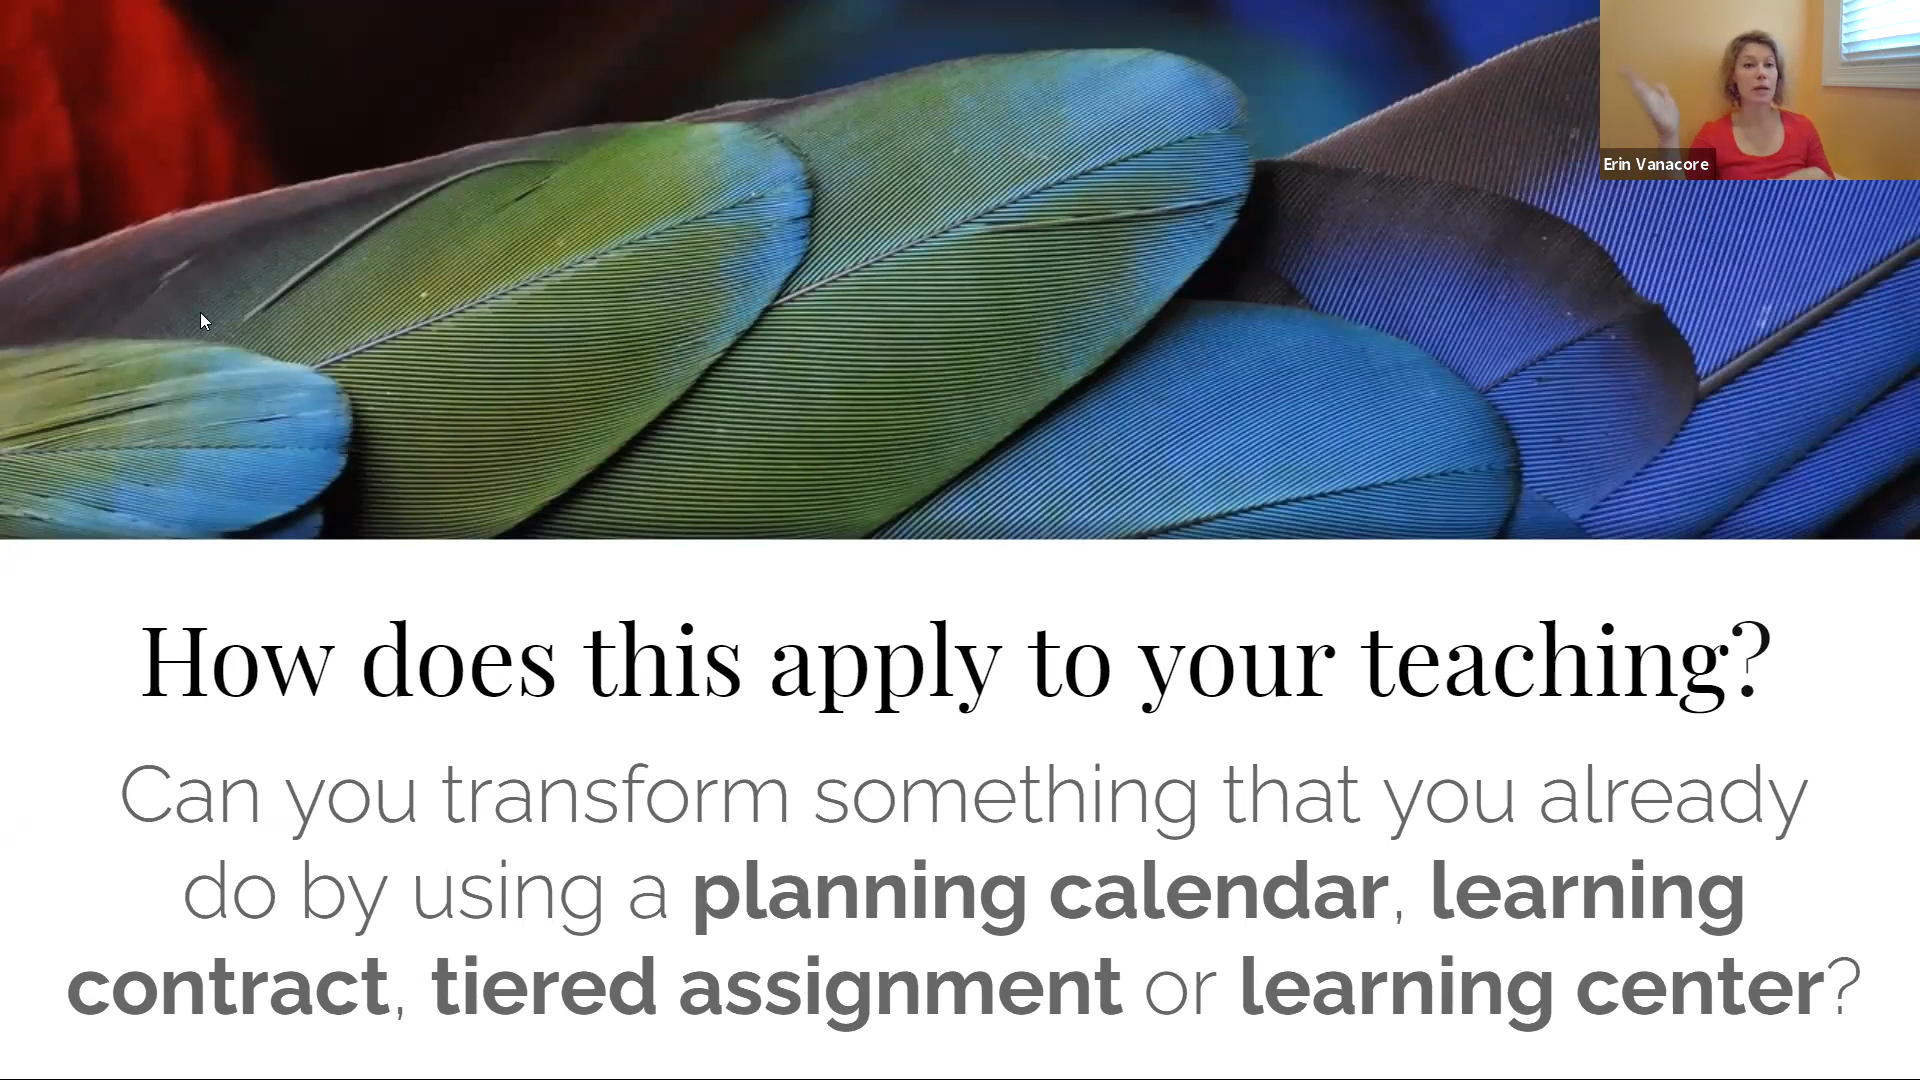 Erin Vanacore
How does this apply to your teaching?
Can you transform something that you already
do by using a planning calendar, learning
contract, tiered assignment or learning center?